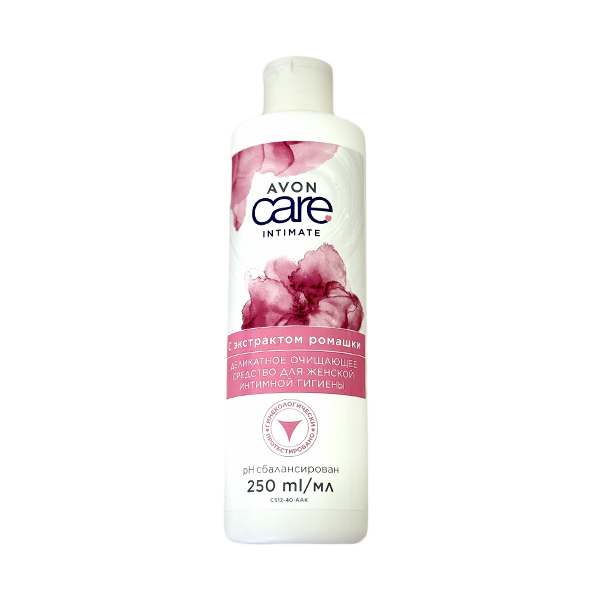 AVON
care
INTIMATE
С экстрактом ромашки
ДЕЛИКАТНОЕ ОЧИЩАЮЩЕЕ
СРЕДСТВО ДЛЯ ЖЕНСКОЙ
ИНТИМНОЙ ГИГИЕНЫ
ГИНЕКОЛОГИЧЕСКИ
ПРОТЕСТИРОВАНО
pH сбалансирован
250 ml/мл
CS12-40-AAK